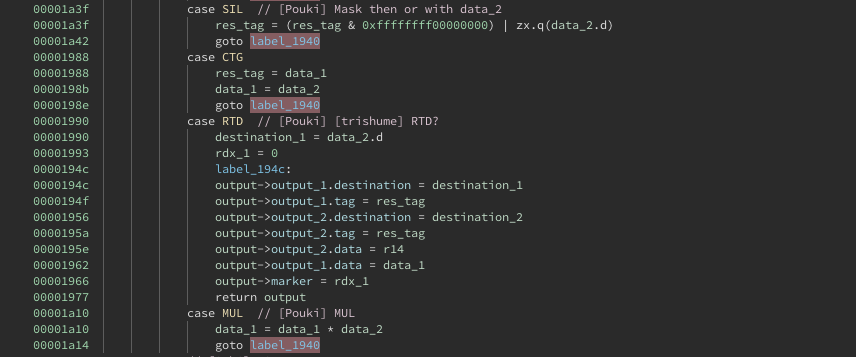 00001a3f case SIL  // [Pouki] Mask then or with data_2
00001a3f res_tag = (res_tag & 0xffffffff00000000) | zx.q(data_2.d)
00001a42 goto label_1940
00001988 case CTG
00001988 res_tag = data_1
0000198b data_1 = data_2
0000198e goto label_1940
00001990 case RTD  // [Pouki] [trishume] RTD?
00001990 destination_1 = data_2.d
00001993 rdx_1 = 0
0000194c label_194c:
0000194c output->output_1.destination = destination_1
0000194f output->output_1.tag = res_tag
00001956 output->output_2.destination = destination_2
0000195a output->output_2.tag = res_tag
0000195e output->output_2.data = r14
00001962 output->output_1.data = data_1
00001966 output->marker = rdx_1
00001977 return output
00001a10 case MUL  // [Pouki] MUL
00001a10 data_1 = data_1 * data_2
00001a14 goto label_1940